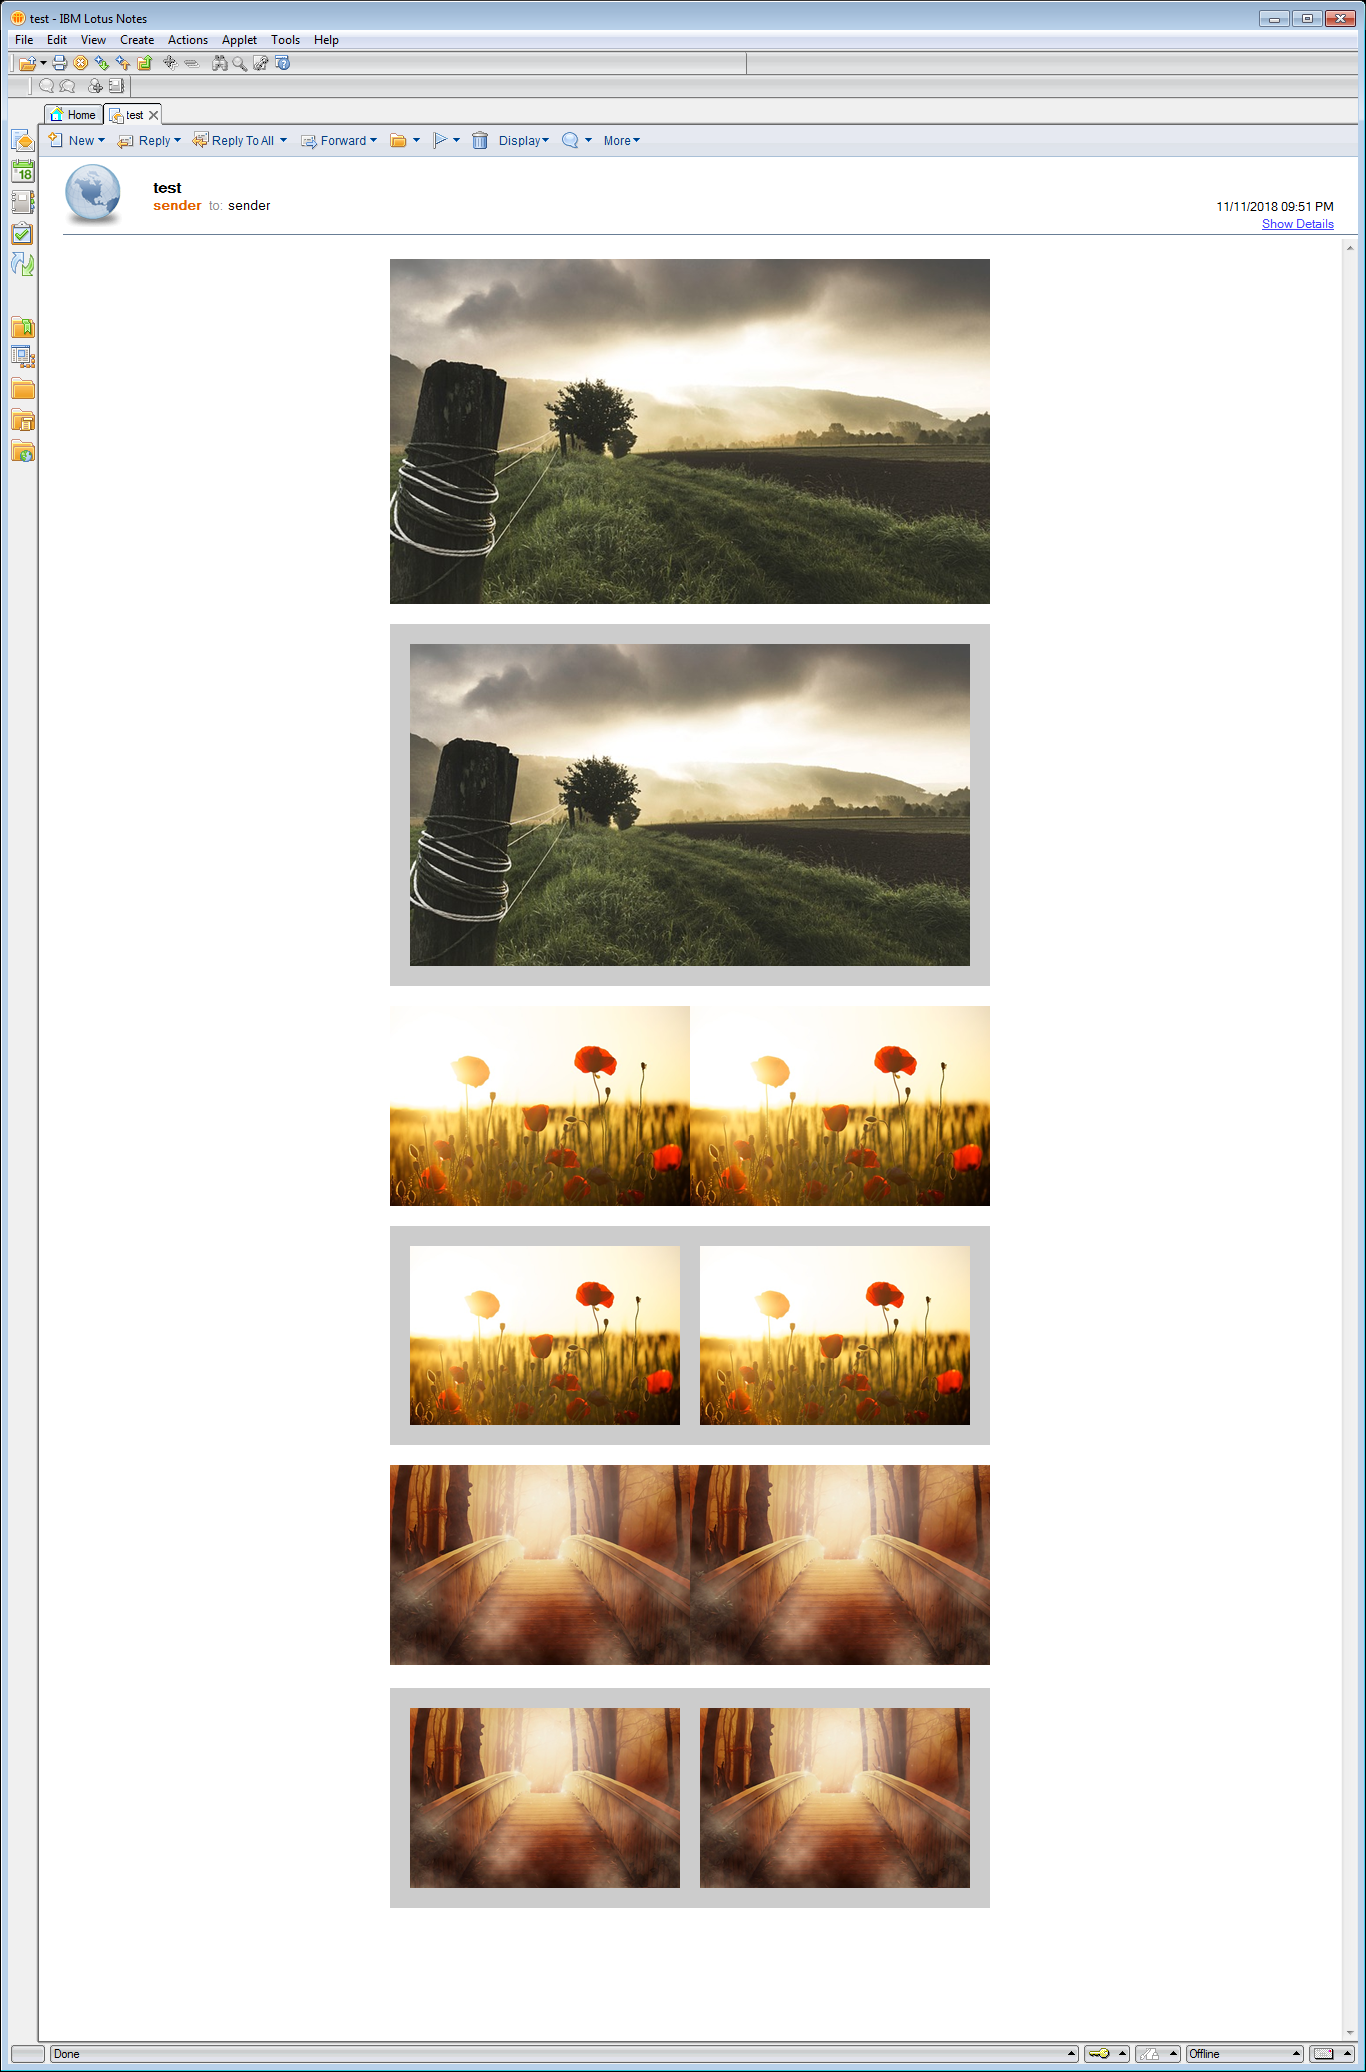 test - IBM Lotus Notes
File Edit View Create Actions Applet Tools Help
Home test
New Reply Reply To All Forward Display More
18
test
sender to: sender
11/11/2018 09:51 PM
Show Details
Done Offline